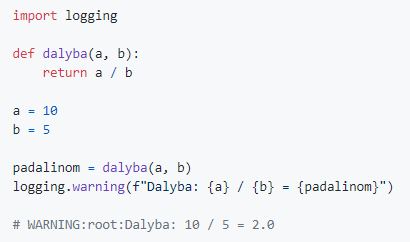 import logging

def dalyba(a, b):
    return a / b

a = 10
b = 5

padalinom = dalyba(a, b)
logging.warning(f"Dalyba: {a} / {b} = {padalinom}")

# WARNING:root:Dalyba: 10 / 5 = 2.0